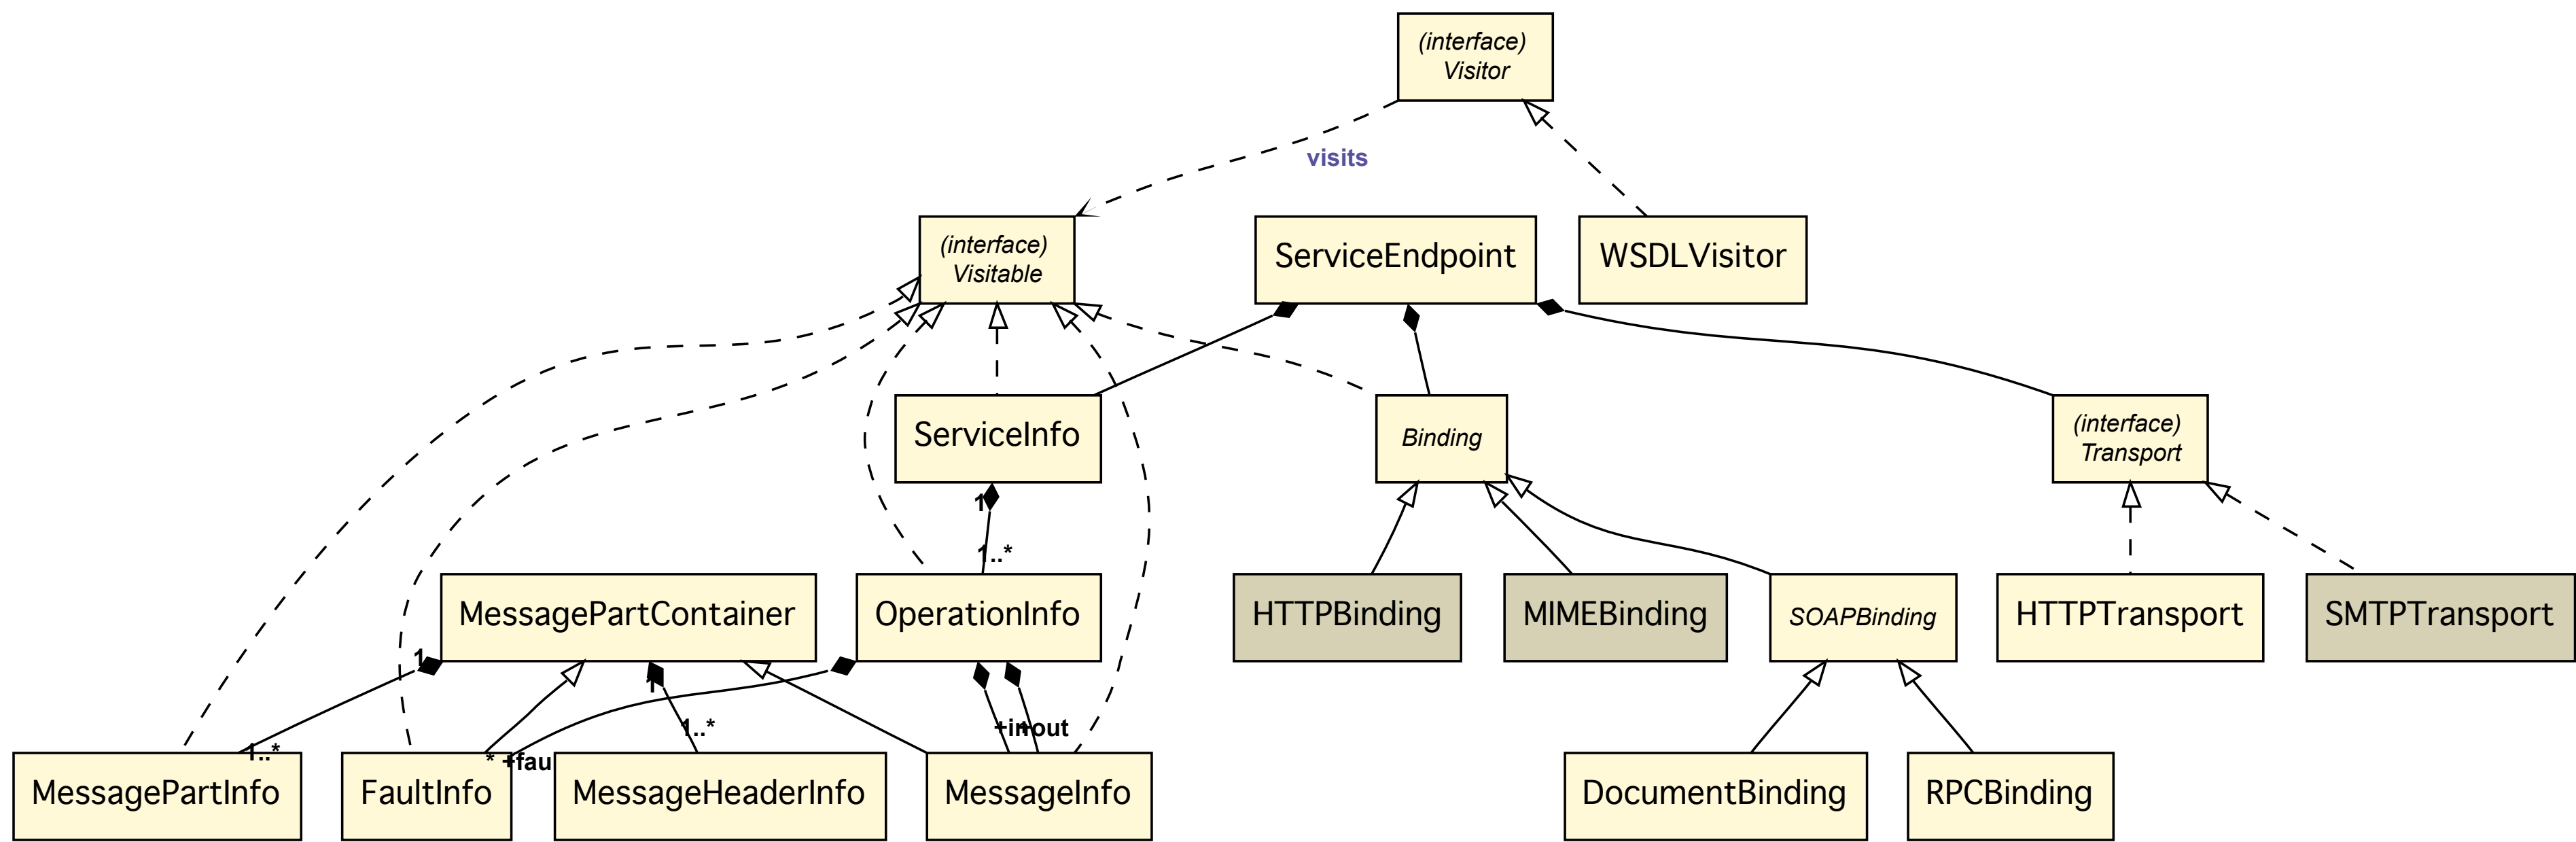 (interface)
Visitor
visits
(interface)
Visitable
ServiceEndpoint
WSDLVisitor
ServiceInfo
Binding
(interface)
Transport
1
1..*
MessagePartContainer
OperationInfo
HTTPBinding
MIMEBinding
SOAPBinding
HTTPTransport
SMTPTransport
1
1
1..*
+in
+out
1..*
* +fau
MessagePartInfo
FaultInfo
MessageHeaderInfo
MessageInfo
DocumentBinding
RPCBinding